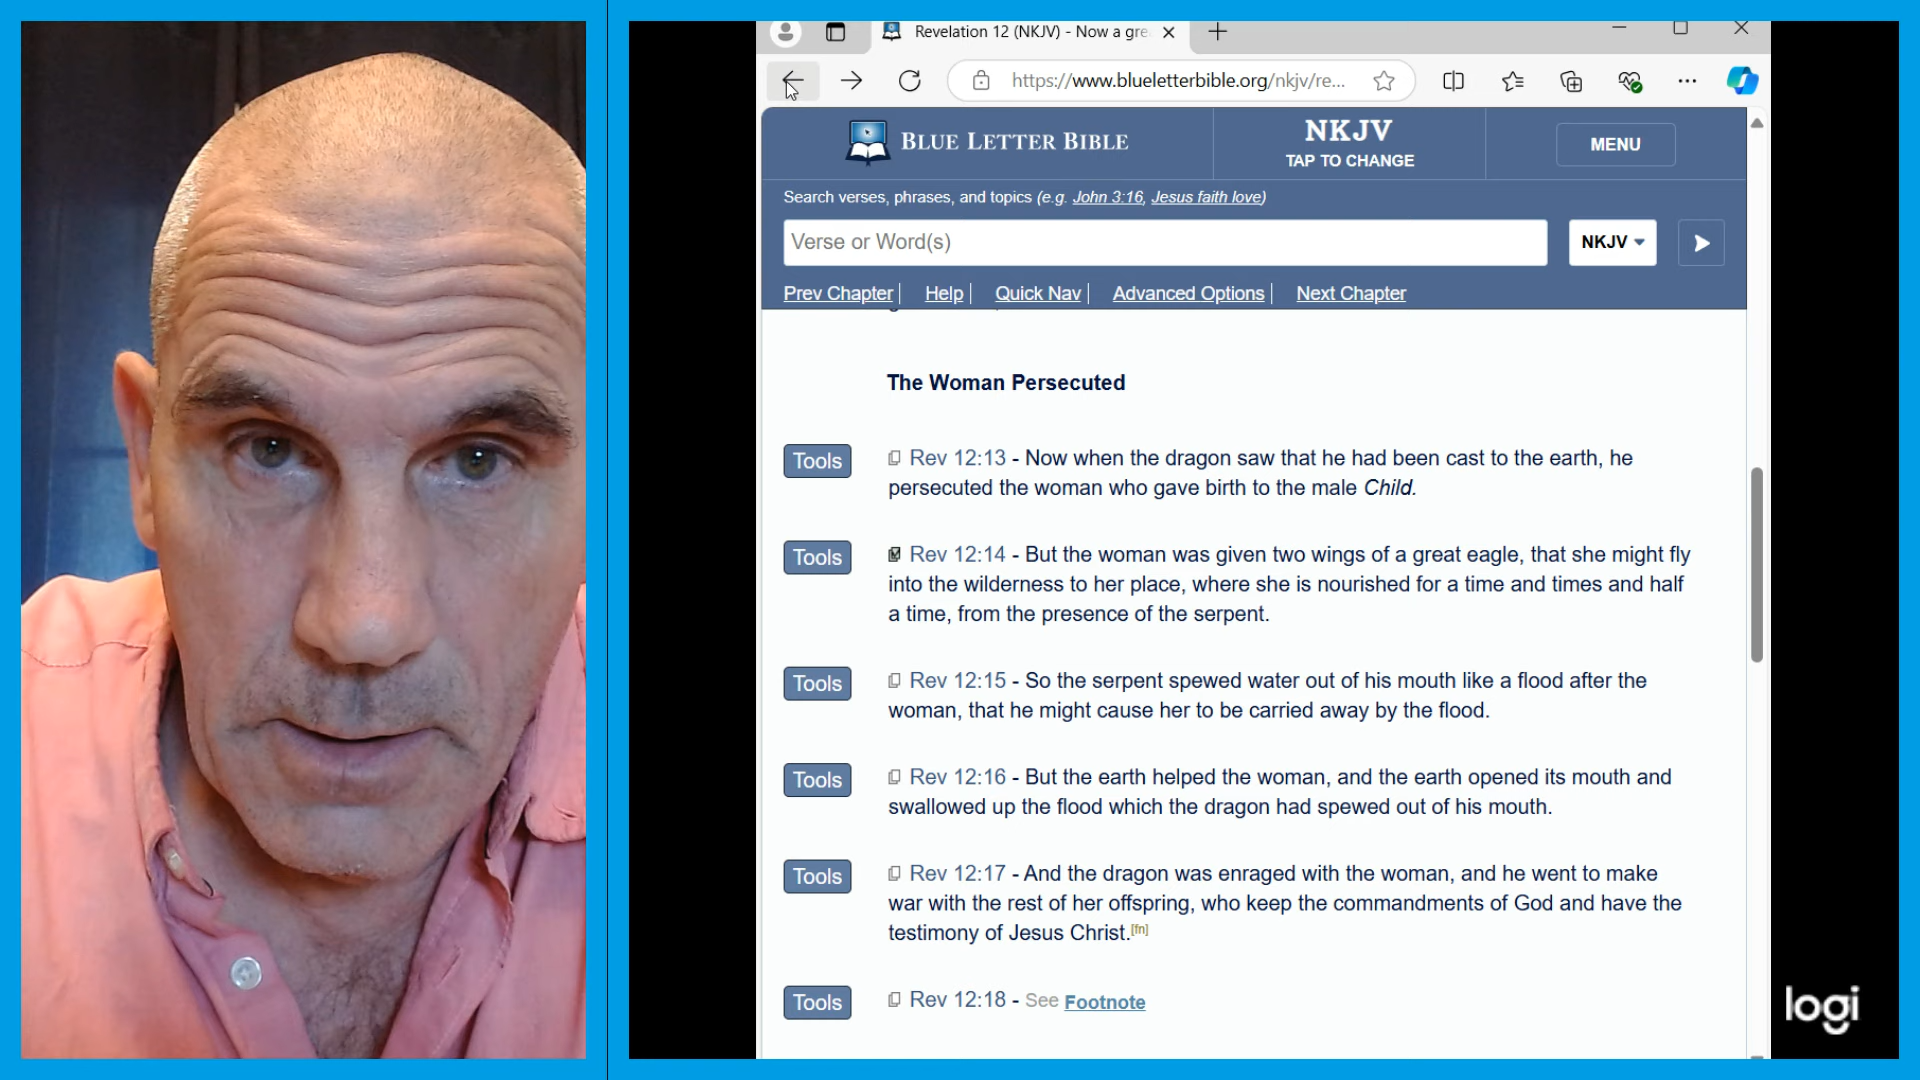 Revelation 12 (NKJV) - Now a gre
https://www.blueletterbible.org/nkjv/re...
BLUE LETTER BIBLE
NKJV
TAP TO CHANGE
MENU
Search verses, phrases, and topics (e.g. John 3:16, Jesus faith love)
Verse or Word(s)
NKJV
Prev Chapter | Help | Quick Nav | Advanced Options | Next Chapter
The Woman Persecuted
Tools
Rev 12:13 - Now when the dragon saw that he had been cast to the earth, he
persecuted the woman who gave birth to the male Child.
Tools
Rev 12:14 - But the woman was given two wings of a great eagle, that she might fly
into the wilderness to her place, where she is nourished for a time and times and half
a time, from the presence of the serpent.
Tools
Rev 12:15 - So the serpent spewed water out of his mouth like a flood after the
woman, that he might cause her to be carried away by the flood.
Tools
Rev 12:16 - But the earth helped the woman, and the earth opened its mouth and
swallowed up the flood which the dragon had spewed out of his mouth.
Tools
Rev 12:17 - And the dragon was enraged with the woman, and he went to make
war with the rest of her offspring, who keep the commandments of God and have the
testimony of Jesus Christ.[fn]
Tools
Rev 12:18 - See Footnote
logi